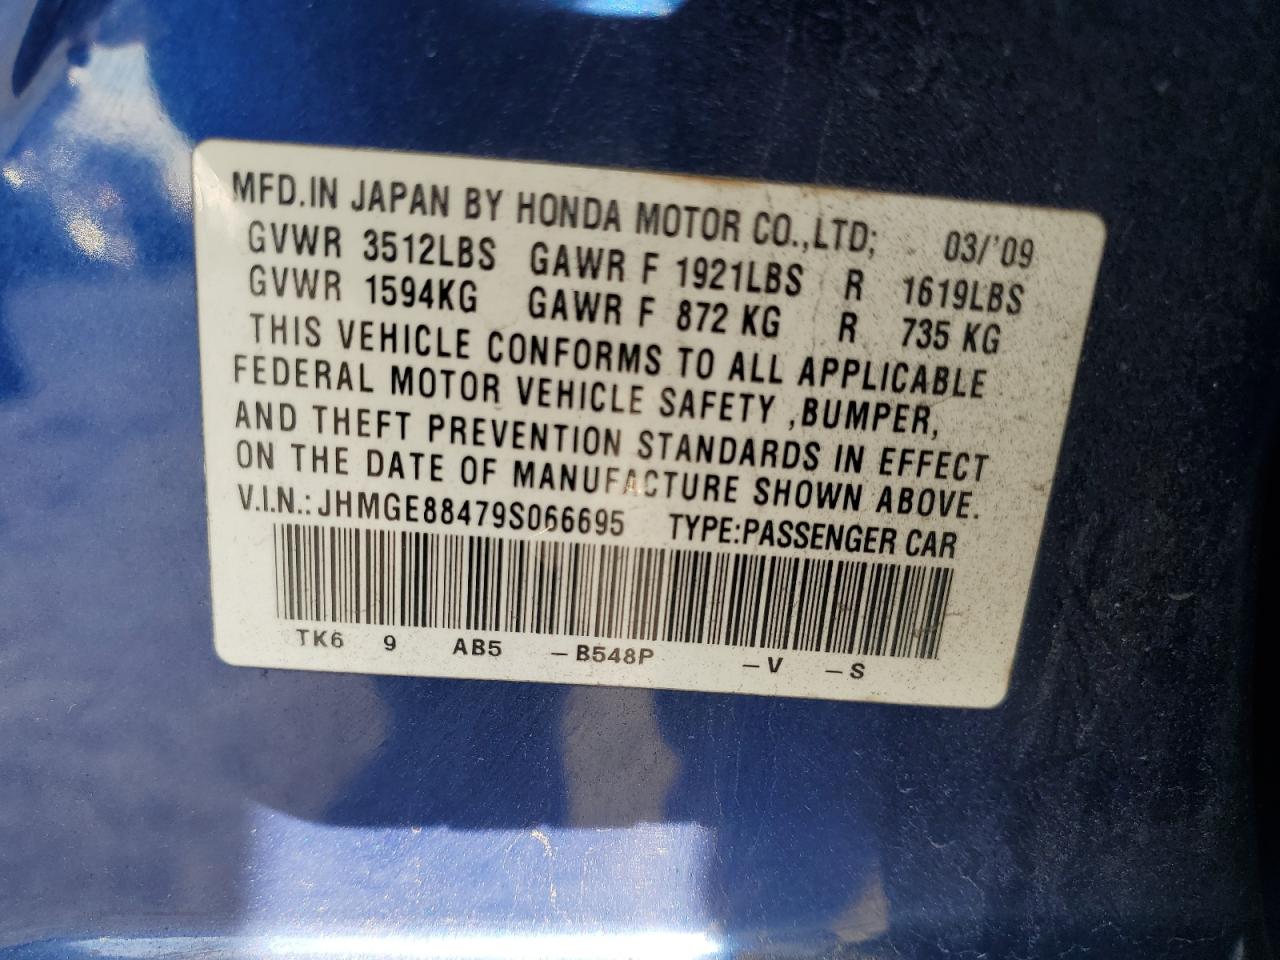 MFD.IN JAPAN BY HONDA MOTOR CO.,LTD; 03/'09
GVWR 3512LBS GAWR F 1921LBS R 1619LBS
GVWR 1594KG GAWR F 872 KG R 735 KG
THIS VEHICLE CONFORMS TO ALL APPLICABLE
FEDERAL MOTOR VEHICLE SAFETY ,BUMPER,
AND THEFT PREVENTION STANDARDS IN EFFECT
ON THE DATE OF MANUFACTURE SHOWN ABOVE.
V.I.N.: JHMGE88479S066695 TYPE:PASSENGER CAR
TK6 9 AB5 -B548P -V -S